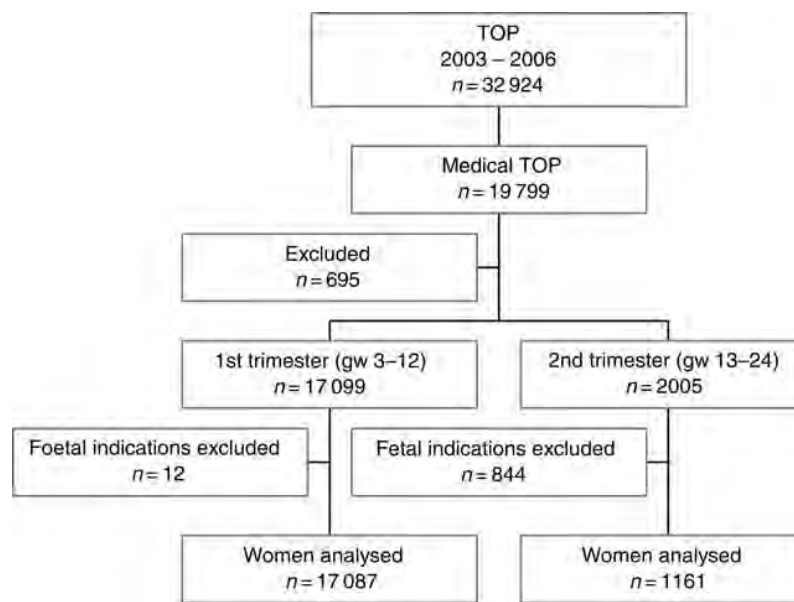 TOP
2003 – 2006
n = 32 924
Medical TOP
n = 19 799
Excluded
n = 695
1st trimester (gw 3–12)
n = 17 099
2nd trimester (gw 13–24)
n = 2005
Foetal indications excluded
n = 12
Fetal indications excluded
n = 844
Women analysed
n = 17 087
Women analysed
n = 1161